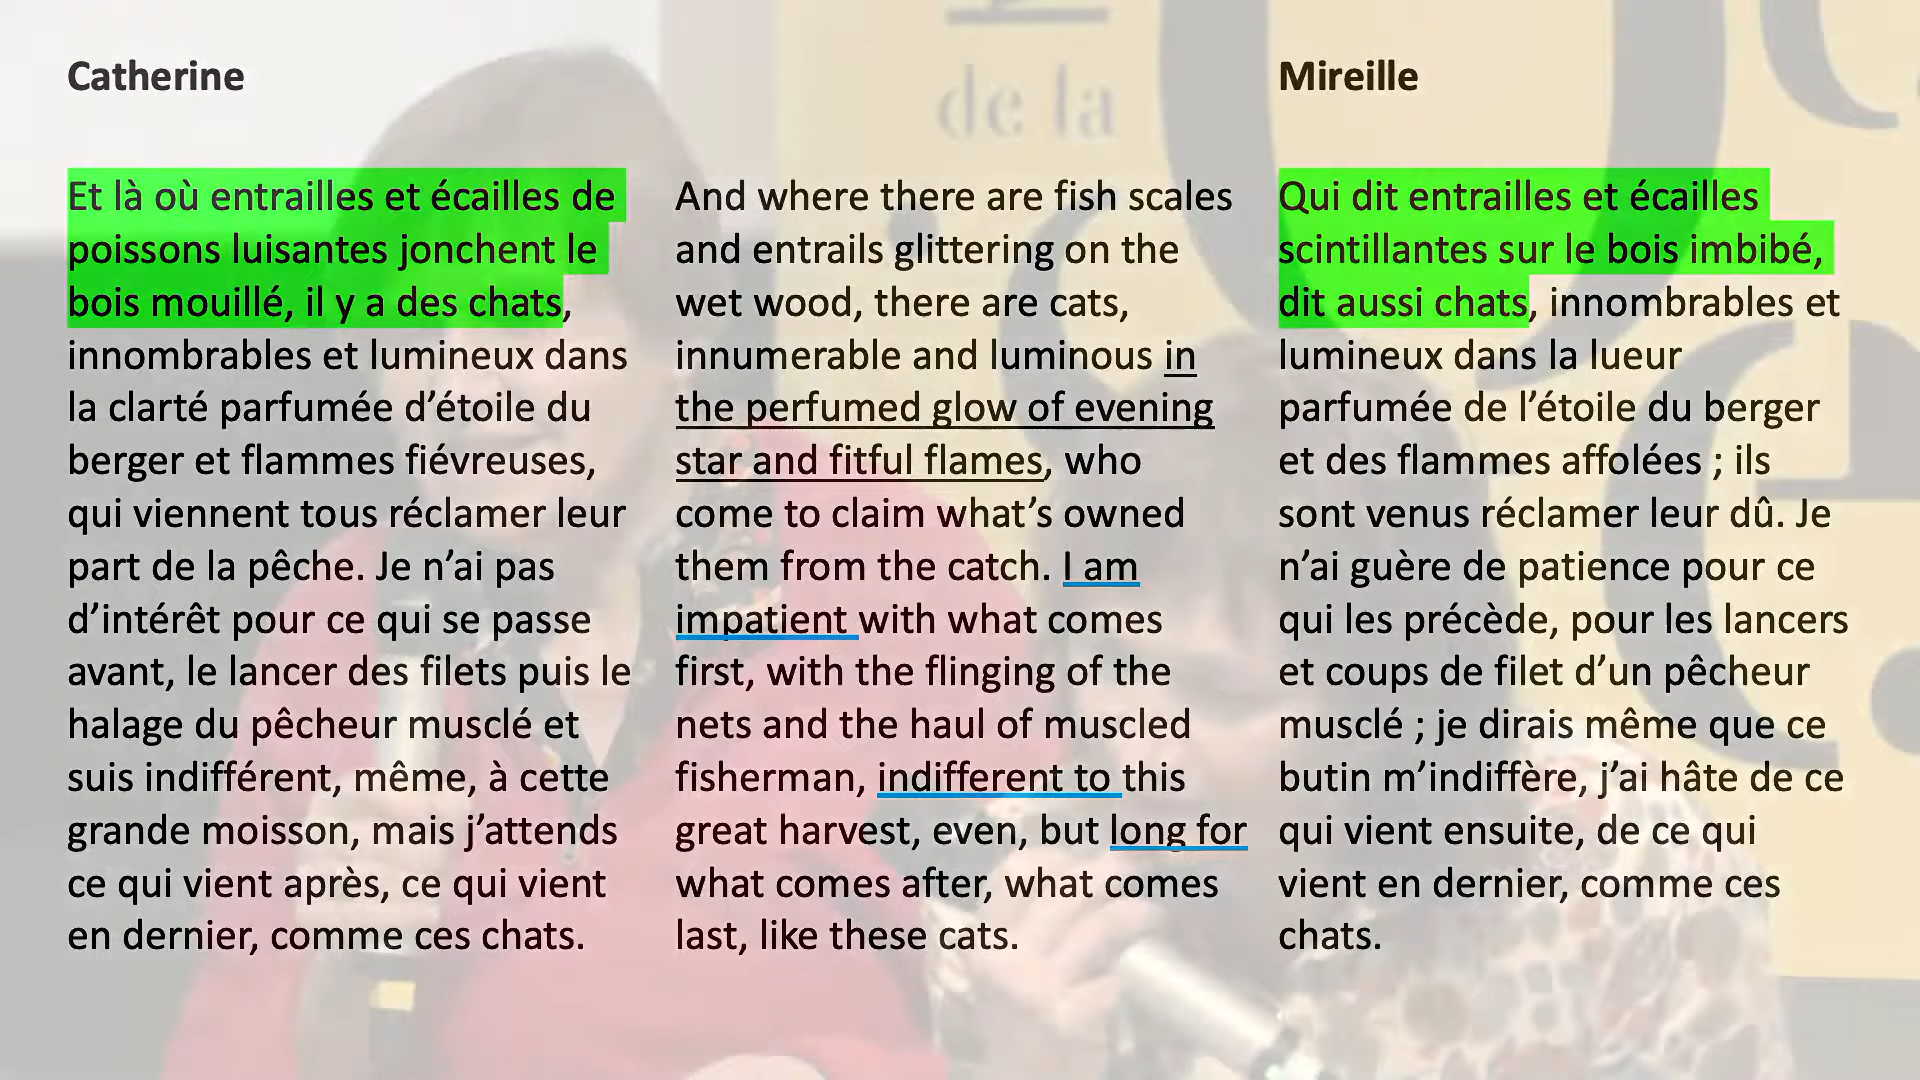 de la
Catherine
Et là où entrailles et écailles de
poissons luisantes jonchent le
bois mouillé, il y a des chats,
innombrables et lumineux dans
la clarté parfumée d’étoile du
berger et flammes fiévreuses,
qui viennent tous réclamer leur
part de la pêche. Je n’ai pas
d’intérêt pour ce qui se passe
avant, le lancer des filets puis le
halage du pêcheur musclé et
suis indifférent, même, à cette
grande moisson, mais j’attends
ce qui vient après, ce qui vient
en dernier, comme ces chats.
And where there are fish scales
and entrails glittering on the
wet wood, there are cats,
innumerable and luminous in
the perfumed glow of evening
star and fitful flames, who
come to claim what’s owned
them from the catch. I am
impatient with what comes
first, with the flinging of the
nets and the haul of muscled
fisherman, indifferent to this
great harvest, even, but long for
what comes after, what comes
last, like these cats.
Mireille
Qui dit entrailles et écailles
scintillantes sur le bois imbibé,
dit aussi chats, innombrables et
lumineux dans la lueur
parfumée de l’étoile du berger
et des flammes affolées ; ils
sont venus réclamer leur dû. Je
n’ai guère de patience pour ce
qui les précède, pour les lancers
et coups de filet d’un pêcheur
musclé ; je dirais même que ce
butin m’indiffère, j’ai hâte de ce
qui vient ensuite, de ce qui
vient en dernier, comme ces
chats.